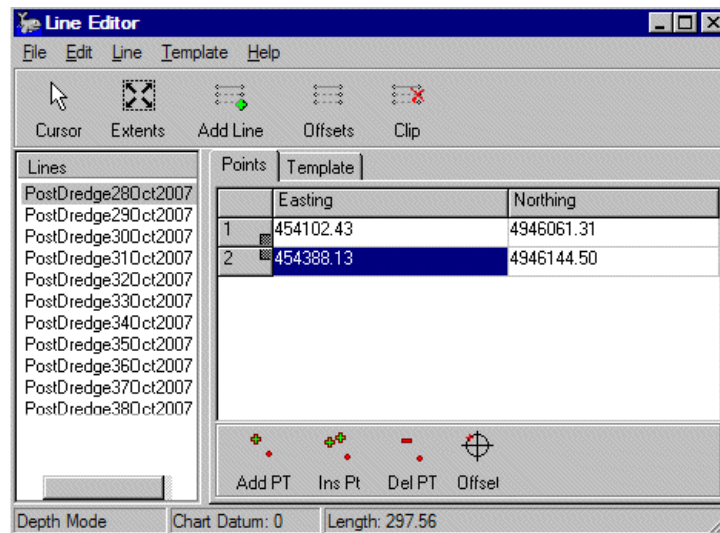 Line Editor
File Edit Line Template Help
Cursor Extents Add Line Offsets Clip
Lines
PostDredge28Oct2007
PostDredge29Oct2007
PostDredge30Oct2007
PostDredge31Oct2007
PostDredge32Oct2007
PostDredge33Oct2007
PostDredge34Oct2007
PostDredge35Oct2007
PostDredge36Oct2007
PostDredge37Oct2007
PostDredge38Oct2007
Points Template
Easting Northing
1 454102.43 4946061.31
2 454388.13 4946144.50
Add PT Ins Pt Del PT Offset
Depth Mode Chart Datum: 0 Length: 297.56